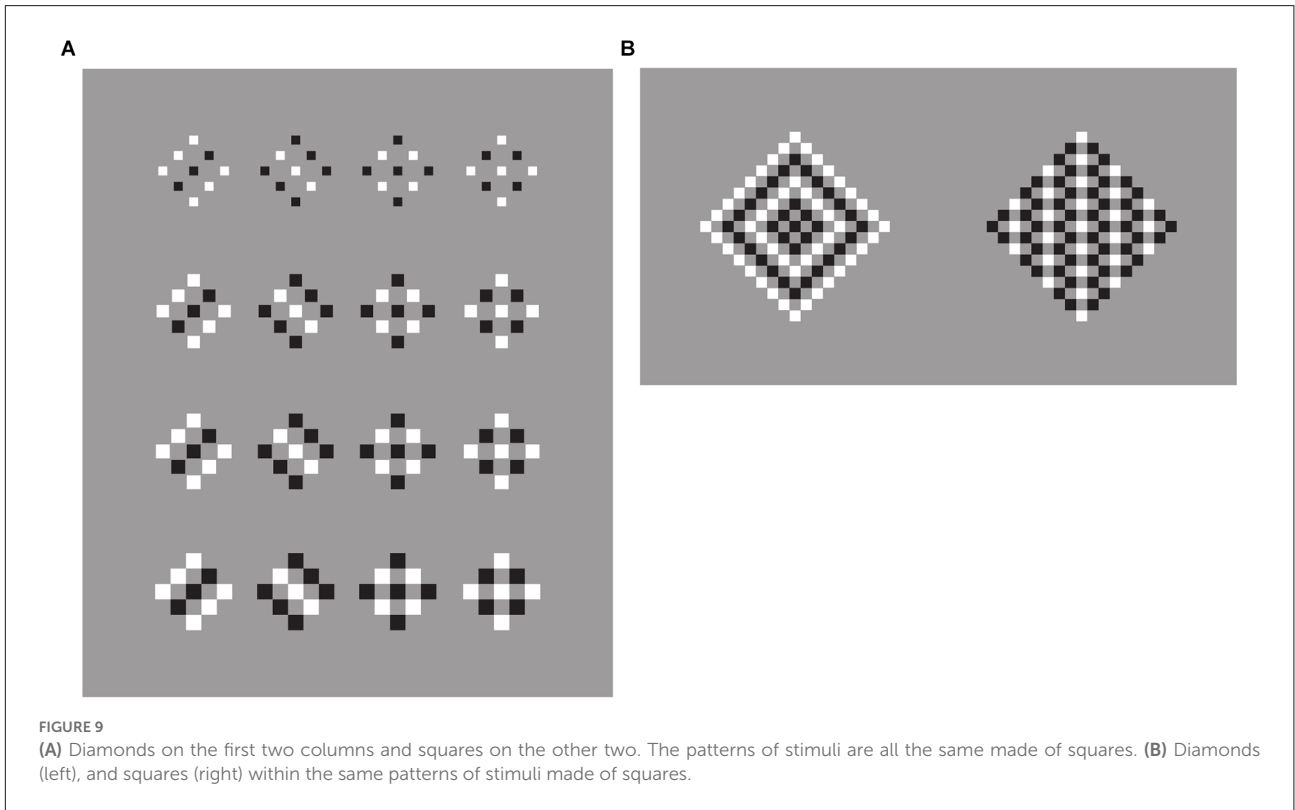 A
B
FIGURE 9
(A) Diamonds on the first two columns and squares on the other two. The patterns of stimuli are all the same made of squares. (B) Diamonds
(left), and squares (right) within the same patterns of stimuli made of squares.